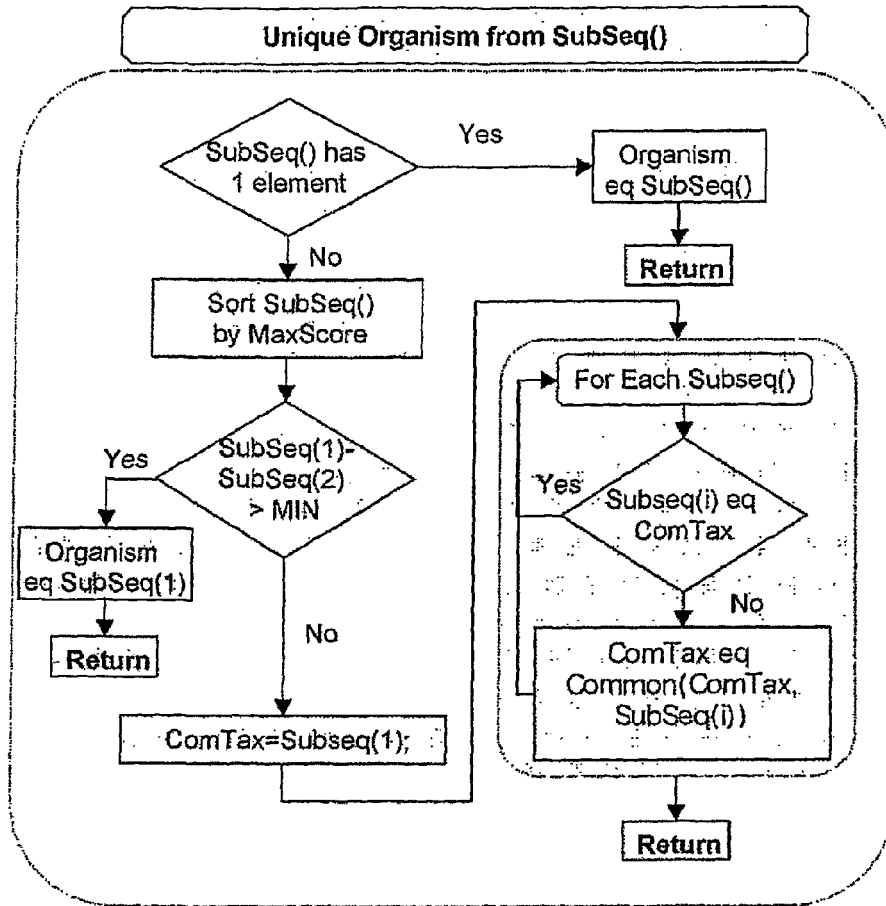 Unique Organism from SubSeq()
SubSeq() has
1 element
Yes
Organism
eq SubSeq()
Return
No
Sort SubSeq()
by MaxScore
SubSeq(1)-
SubSeq(2)
> MIN
Yes
Organism
eq SubSeq(1)
Return
No
ComTax=Subseq(1);
For Each Subseq()
Subseq(i) eq
ComTax
Yes
No
ComTax eq
Common(ComTax,
SubSeq(i))
Return